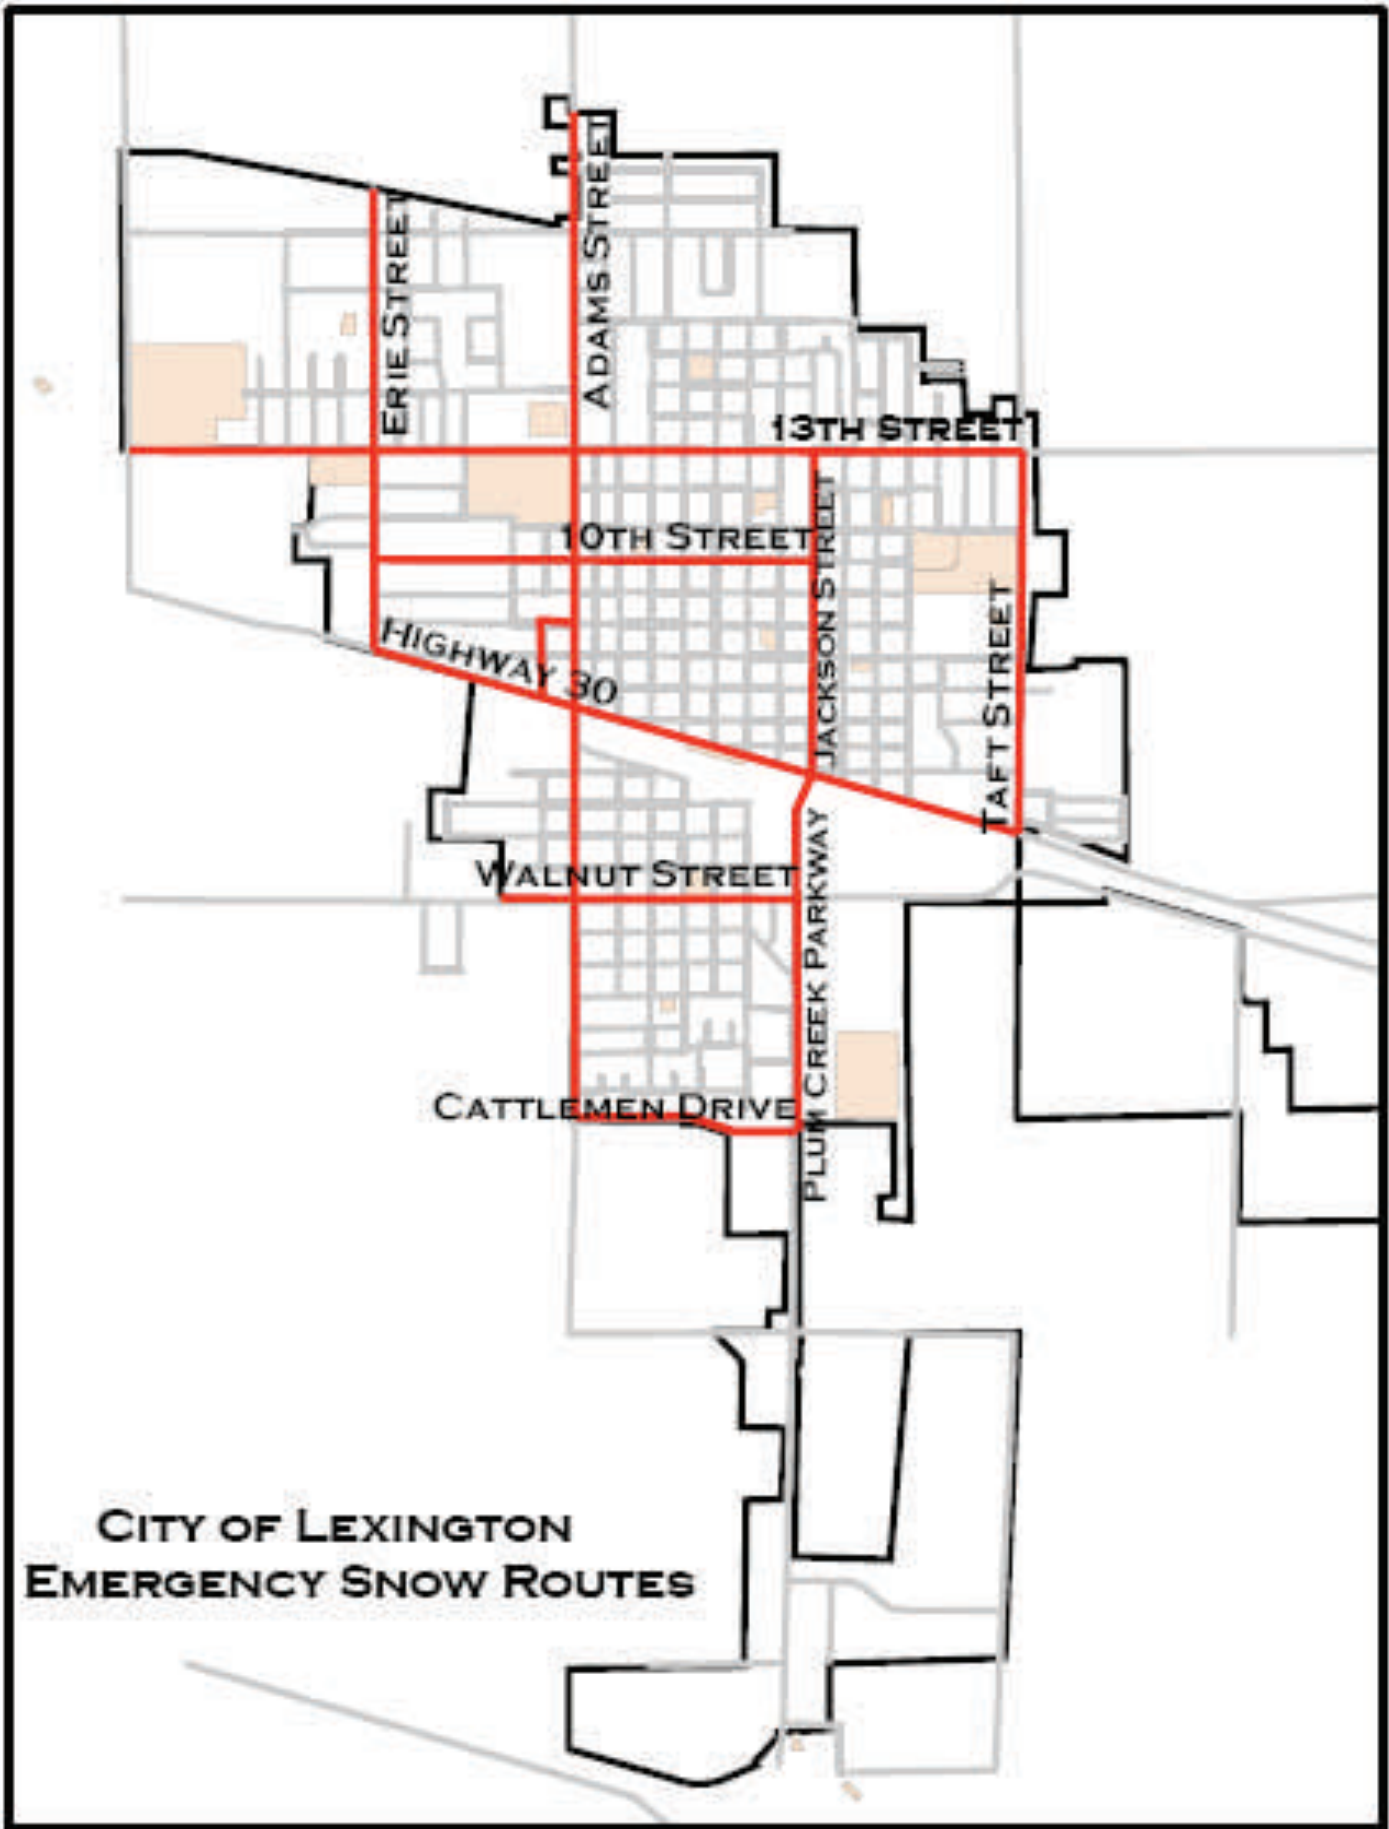 Erie Street
Adams Street
13th Street
10th Street
Jackson Street
Highway 30
Taft Street
Walnut Street
Plum Creek Parkway
Cattlemen Drive
City of Lexington
Emergency Snow Routes